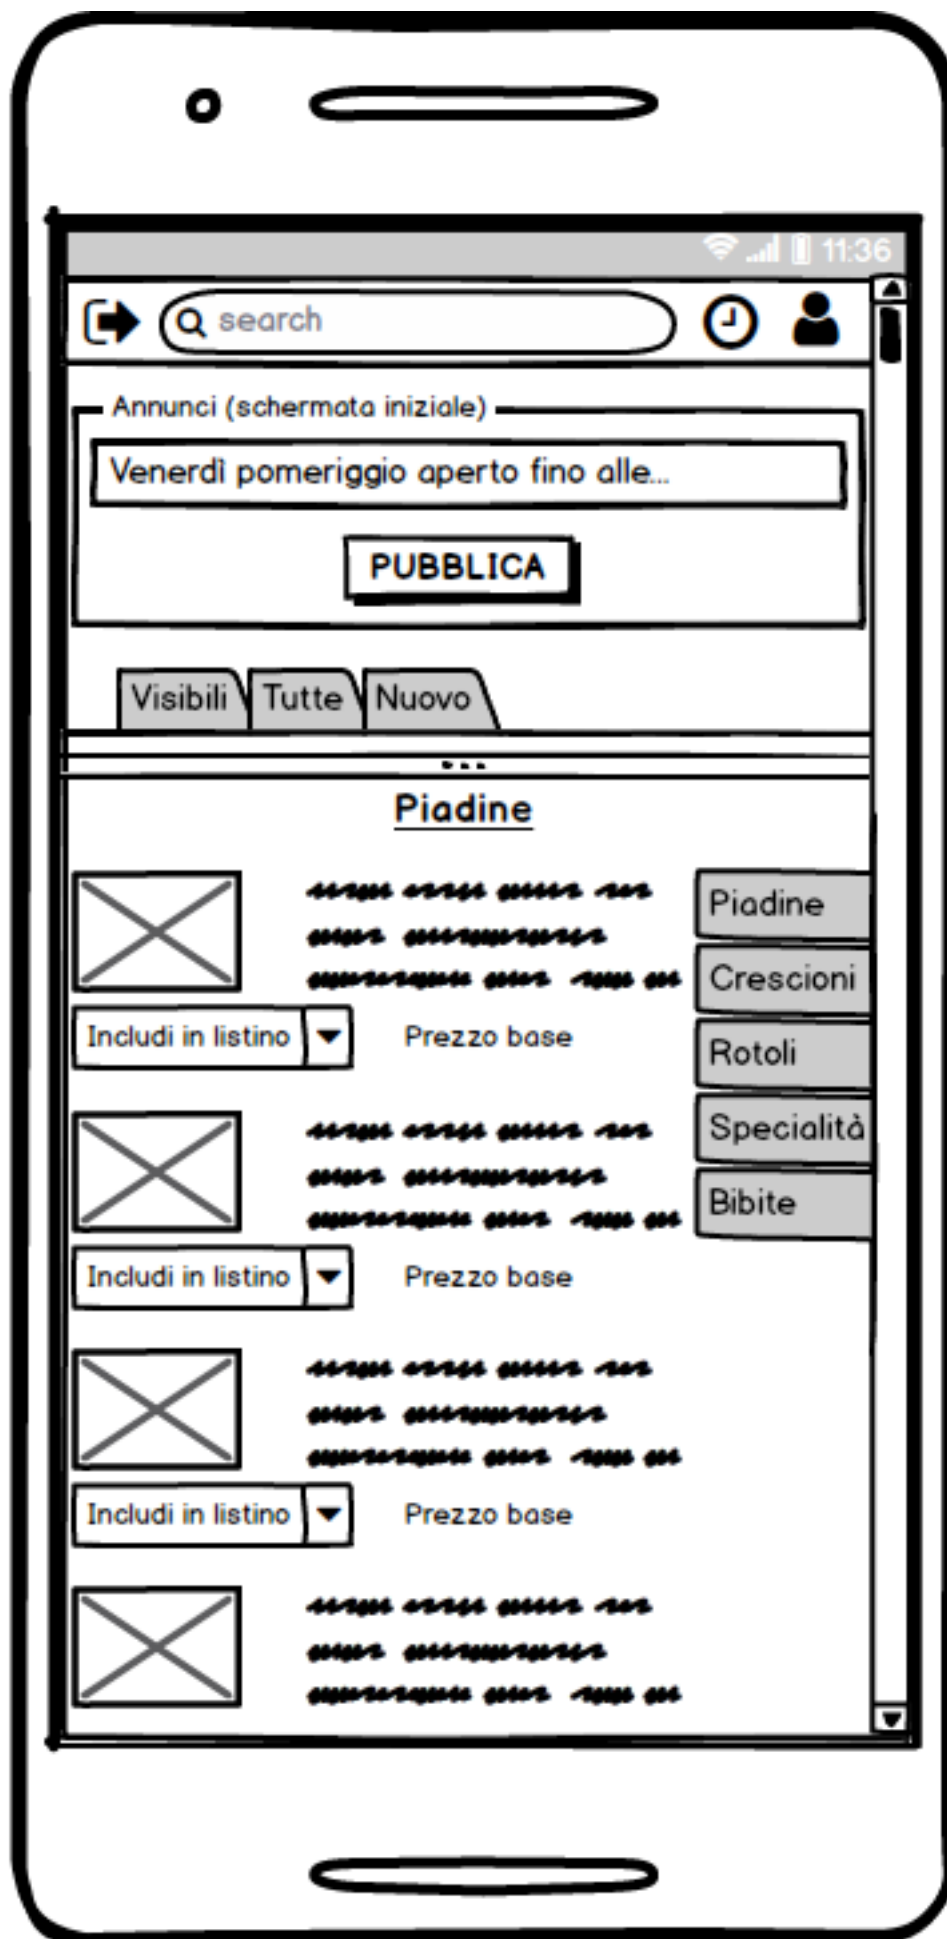 11:36
search
Annunci (schermata iniziale)
Venerdì pomeriggio aperto fino alle...
PUBBLICA
Visibili Tutte Nuovo
...
Piadine
Piadine
Crescioni
Includi in listino Prezzo base
Rotoli
Specialità
Bibite
Includi in listino Prezzo base
Includi in listino Prezzo base